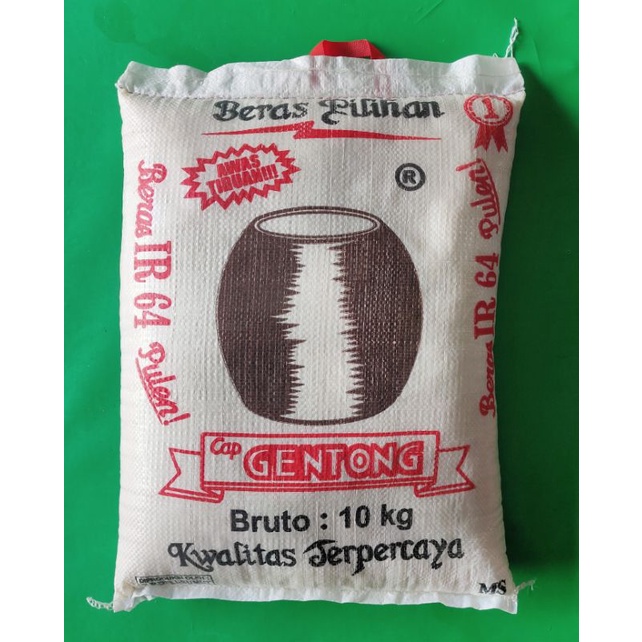 Beras Pilihan
1
AWAS
TIRUAN!!!
®
Beras IR 64 Pulen!
Beras IR 64 Pulen!
Cap GENTONG
Bruto : 10 kg
Kwalitas Terpercaya
MS